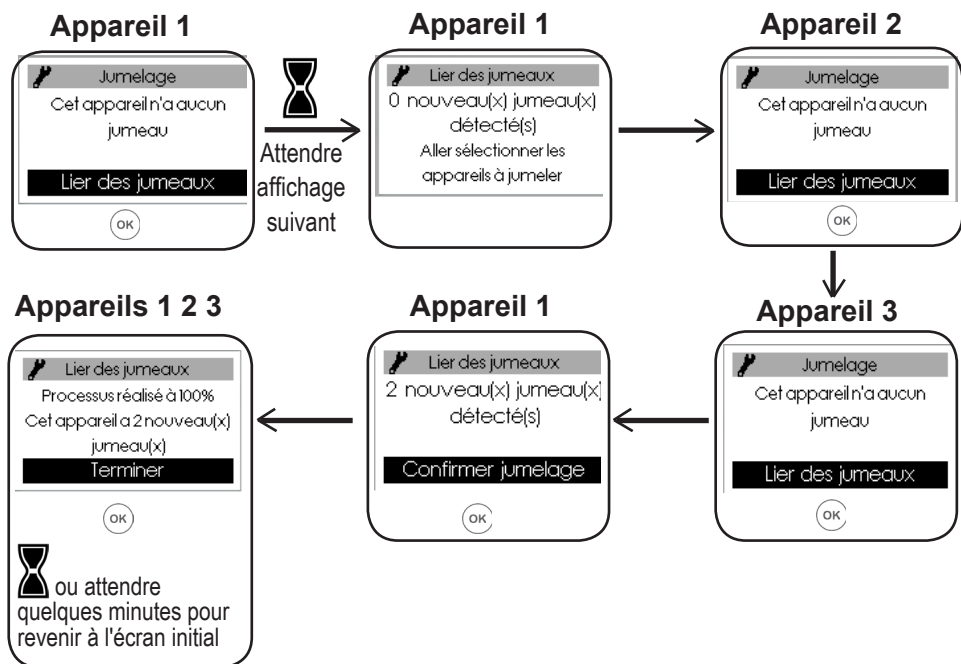 Appareil 1
Jumelage
Cet appareil n'a aucun
jumeau
Lier des jumeaux
OK
Attendre
affichage
suivant
Appareil 1
Lier des jumeaux
0 nouveau(x) jumeau(x)
détecté(s)
Aller sélectionner les
appareils à jumeler
Appareil 2
Jumelage
Cet appareil n'a aucun
jumeau
Lier des jumeaux
OK
Appareil 3
Jumelage
Cet appareil n'a aucun
jumeau
Lier des jumeaux
OK
Appareil 1
Lier des jumeaux
2 nouveau(x) jumeau(x)
détecté(s)
Confirmer jumelage
OK
Appareils 1 2 3
Lier des jumeaux
Processus réalisé à 100%
Cet appareil a 2 nouveau(x)
jumeau(x)
Terminer
OK
ou attendre
quelques minutes pour
revenir à l'écran initial